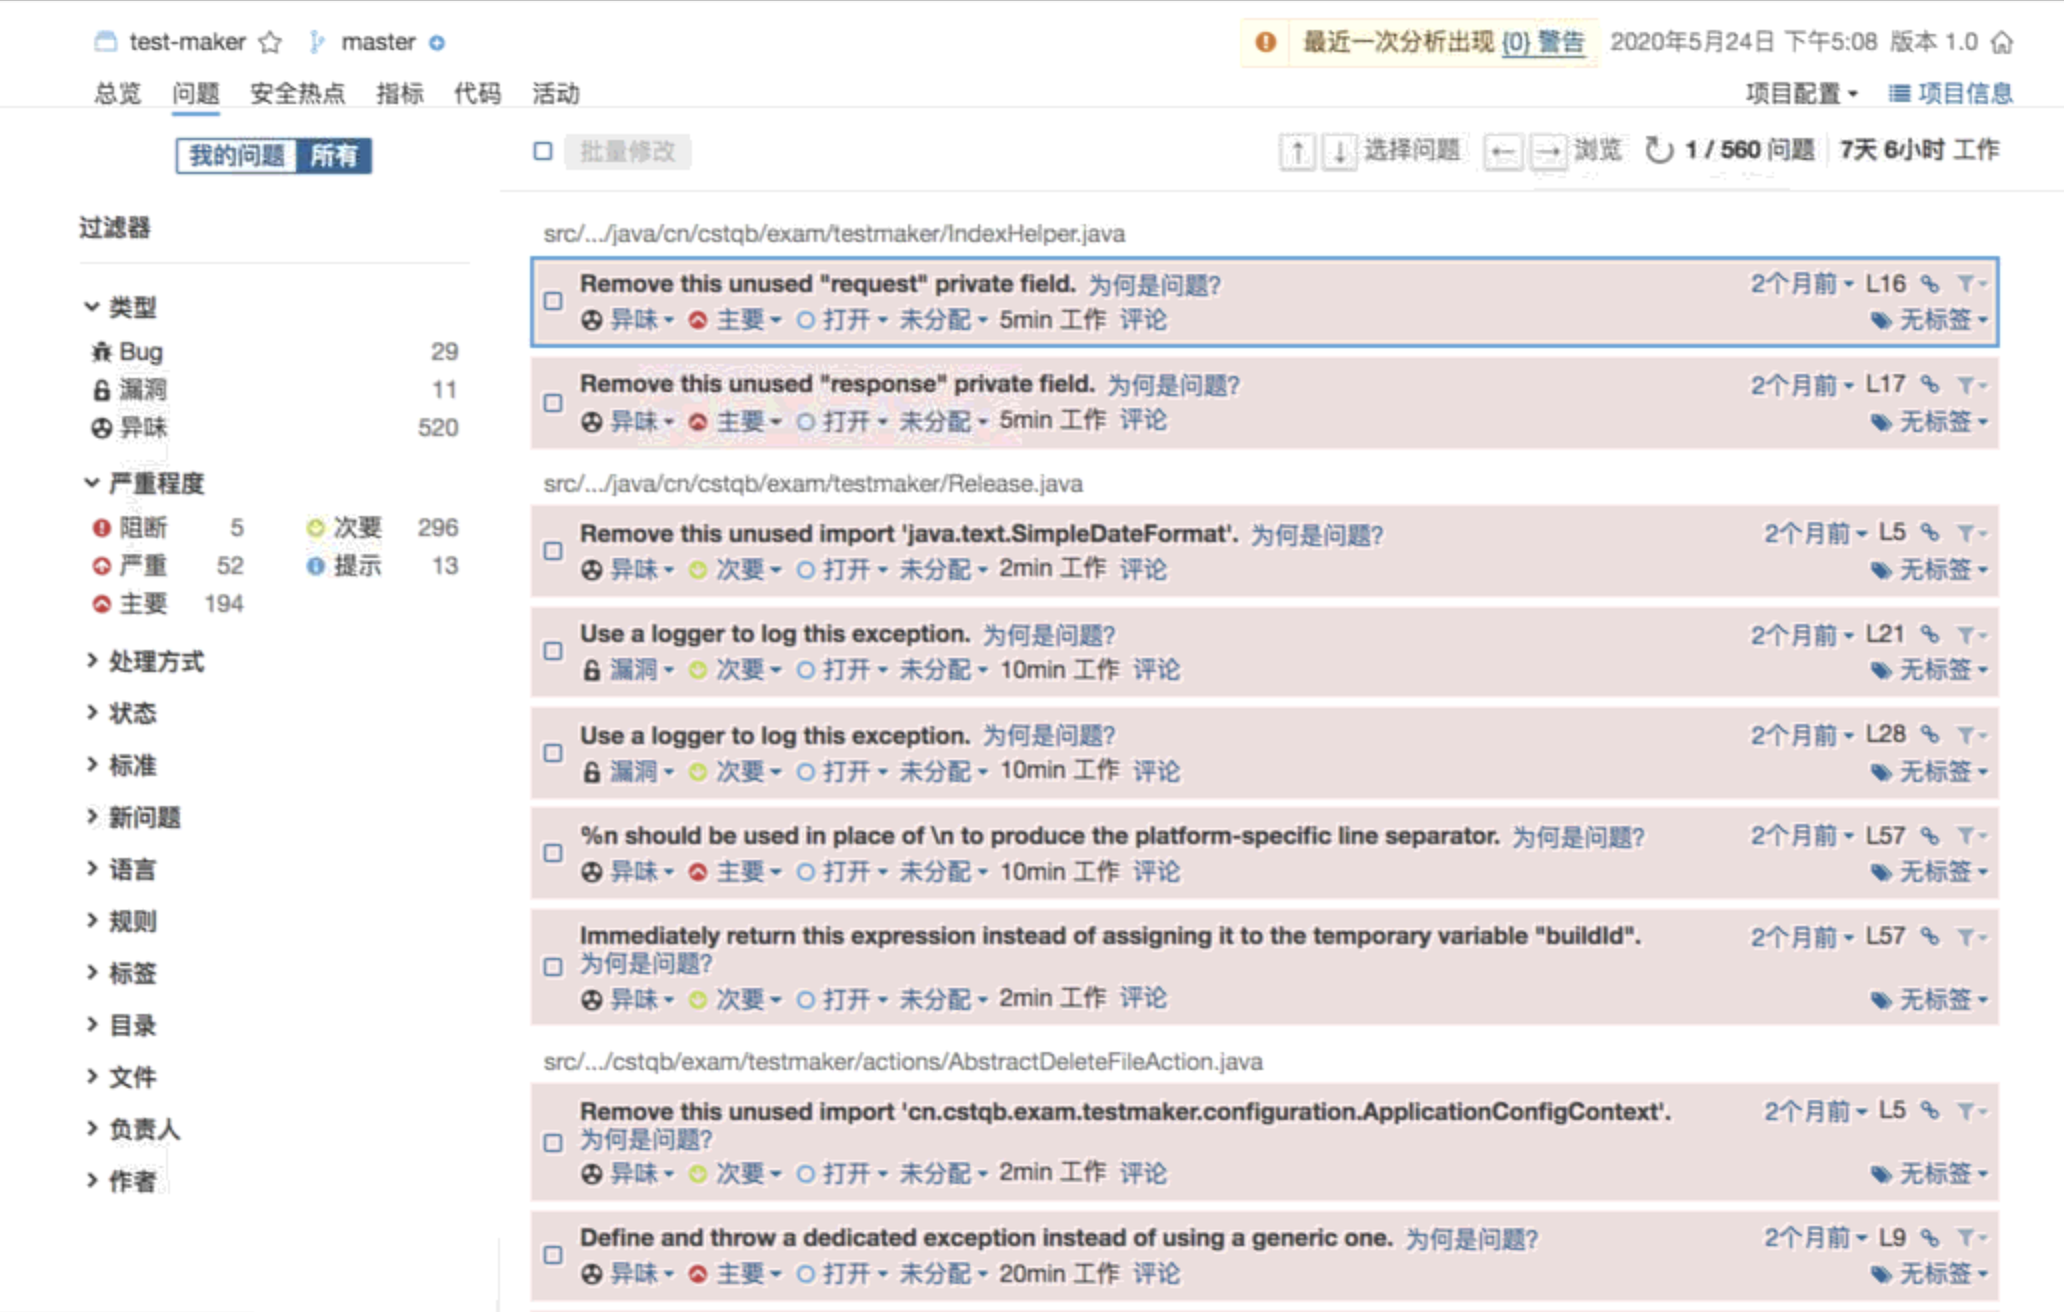 test-maker master 最近一次分析出现 {0} 警告 2020年5月24日 下午5:08 版本 1.0
总览 问题 安全热点 指标 代码 活动 项目配置 项目信息
我的问题 所有 批量修改 ↑ ↓ 选择问题 ← → 浏览 1 / 560 问题 7天 6小时 工作
过滤器
类型
Bug 29
漏洞 11
异味 520
严重程度
阻断 5 次要 296
严重 52 提示 13
主要 194
处理方式
状态
标准
新问题
语言
规则
标签
目录
文件
负责人
作者
src/.../java/cn/cstqb/exam/testmaker/IndexHelper.java
Remove this unused "request" private field. 为何是问题? 2个月前 L16
异味 主要 打开 未分配 5min 工作 评论 无标签
Remove this unused "response" private field. 为何是问题? 2个月前 L17
异味 主要 打开 未分配 5min 工作 评论 无标签
src/.../java/cn/cstqb/exam/testmaker/Release.java
Remove this unused import 'java.text.SimpleDateFormat'. 为何是问题? 2个月前 L5
异味 次要 打开 未分配 2min 工作 评论 无标签
Use a logger to log this exception. 为何是问题? 2个月前 L21
漏洞 次要 打开 未分配 10min 工作 评论 无标签
Use a logger to log this exception. 为何是问题? 2个月前 L28
漏洞 次要 打开 未分配 10min 工作 评论 无标签
%n should be used in place of \n to produce the platform-specific line separator. 为何是问题? 2个月前 L57
异味 主要 打开 未分配 10min 工作 评论 无标签
Immediately return this expression instead of assigning it to the temporary variable "buildId". 2个月前 L57
为何是问题?
异味 次要 打开 未分配 2min 工作 评论 无标签
src/.../cstqb/exam/testmaker/actions/AbstractDeleteFileAction.java
Remove this unused import 'cn.cstqb.exam.testmaker.configuration.ApplicationConfigContext'. 2个月前 L5
为何是问题?
异味 次要 打开 未分配 2min 工作 评论 无标签
Define and throw a dedicated exception instead of using a generic one. 为何是问题? 2个月前 L9
异味 主要 打开 未分配 20min 工作 评论 无标签